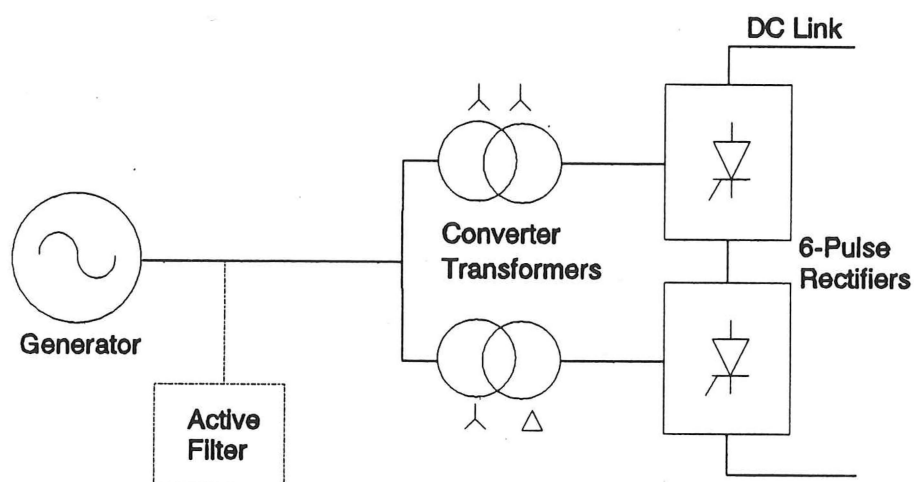 DC Link
Converter
Transformers
6-Pulse
Rectifiers
Generator
Active
Filter